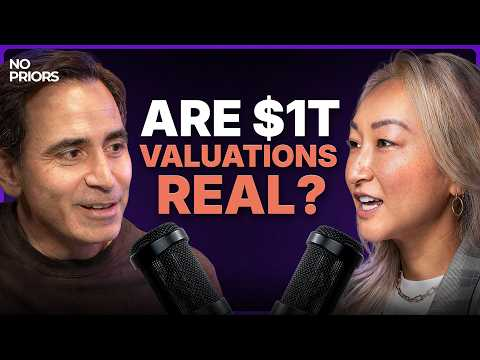 NO
PRIORS
ARE $1T
VALUATIONS
REAL?